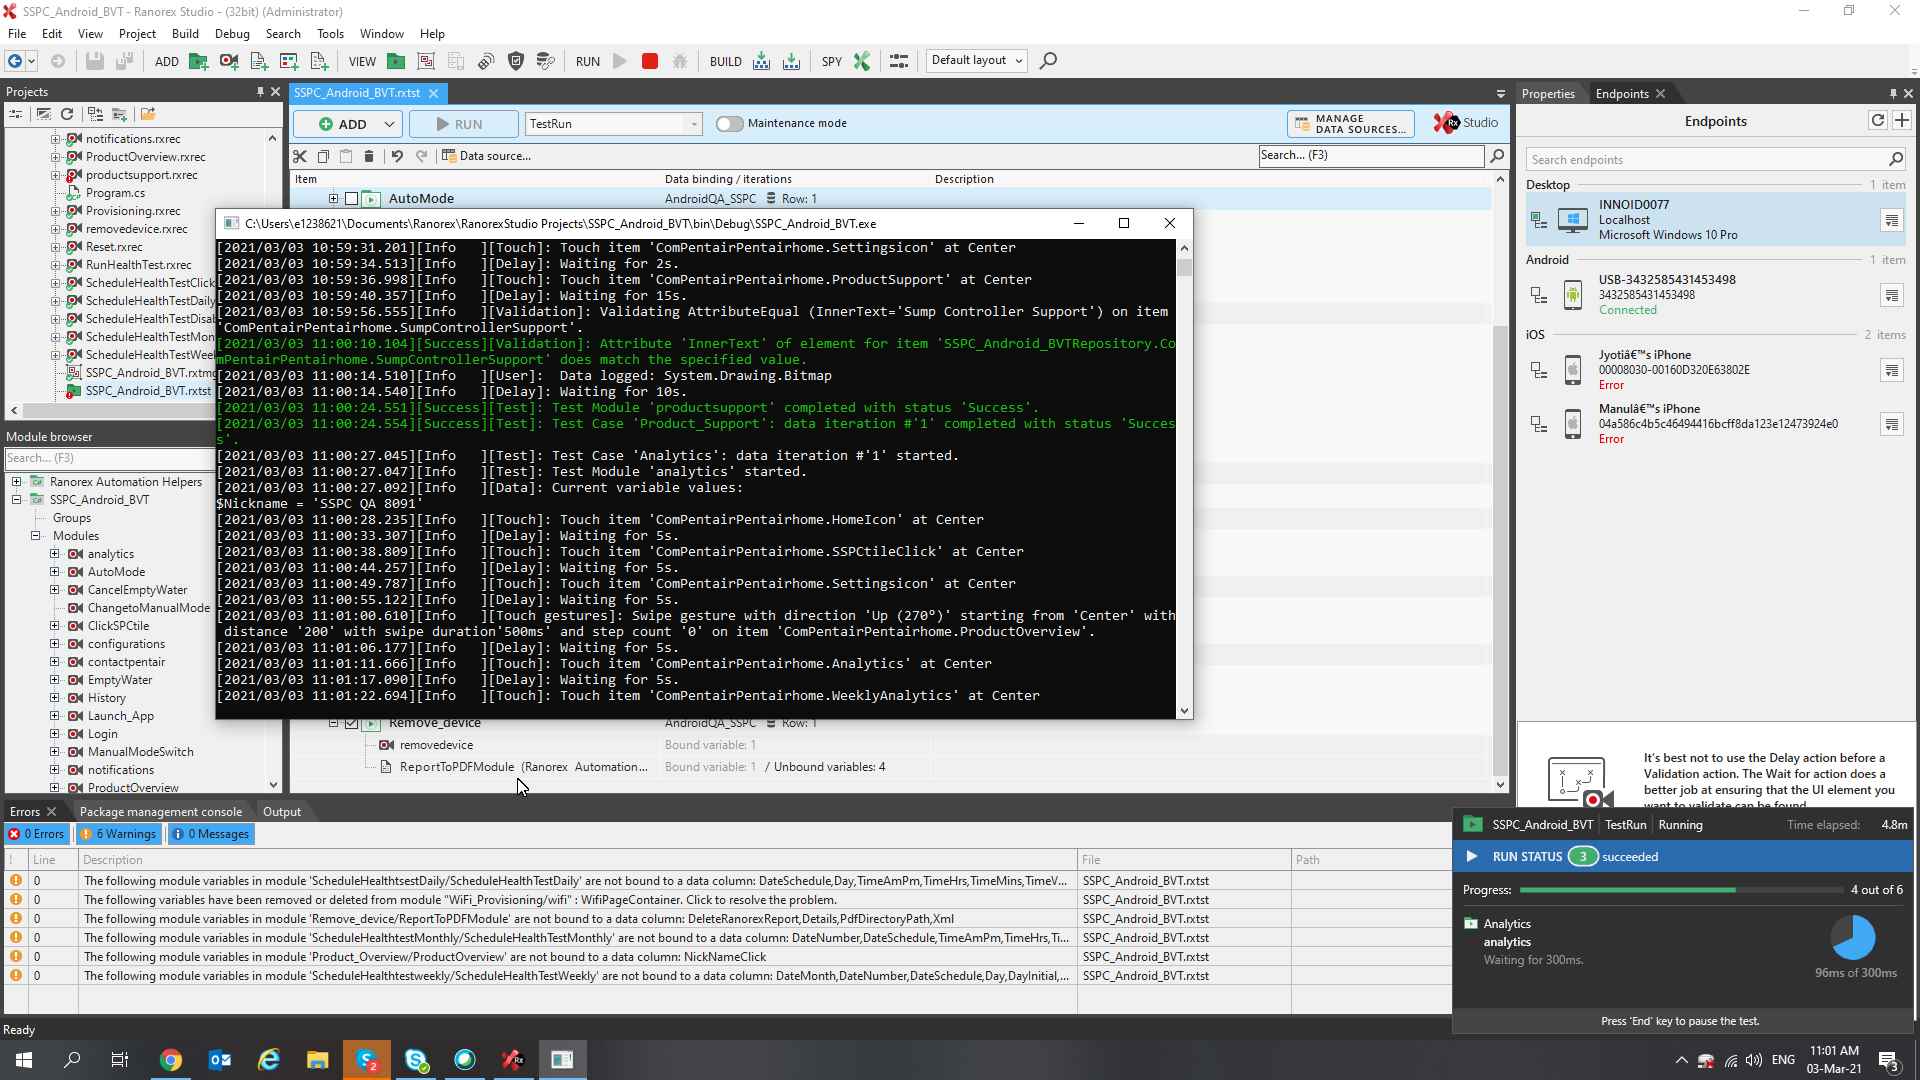 SSPC_Android_BVT - Ranorex Studio - (32bit) (Administrator)
File Edit View Project Build Debug Search Tools Window Help
ADD VIEW RUN BUILD SPY Default layout
Projects
notifications.rxrec
ProductOverview.rxrec
productsupport.rxrec
Program.cs
Provisioning.rxrec
removedevice.rxrec
Reset.rxrec
RunHealthTest.rxrec
ScheduleHealthTestClick
ScheduleHealthTestDaily
ScheduleHealthTestDisab
ScheduleHealthTestMon
ScheduleHealthTestWeek
SSPC_Android_BVT.rxtmg
SSPC_Android_BVT.rxtst
Module browser
Search... (F3)
Ranorex Automation Helpers
SSPC_Android_BVT
Groups
Modules
analytics
AutoMode
CancelEmptyWater
ChangetoManualMode
ClickSPCtile
configurations
contactpentair
EmptyWater
History
Launch_App
Login
ManualModeSwitch
notifications
ProductOverview
SSPC_Android_BVT.rxtst
ADD RUN TestRun Maintenance mode MANAGE DATA SOURCES... Rx Studio
Data source... Search... (F3)
Item Data binding / iterations Description
AutoMode AndroidQA_SSPC Row: 1
C:\Users\e1238621\Documents\Ranorex\RanorexStudio Projects\SSPC_Android_BVT\bin\Debug\SSPC_Android_BVT.exe
[2021/03/03 10:59:31.201][Info   ][Touch]: Touch item 'ComPentairPentairhome.Settingsicon' at Center
[2021/03/03 10:59:34.513][Info   ][Delay]: Waiting for 2s.
[2021/03/03 10:59:36.998][Info   ][Touch]: Touch item 'ComPentairPentairhome.ProductSupport' at Center
[2021/03/03 10:59:40.357][Info   ][Delay]: Waiting for 15s.
[2021/03/03 10:59:56.555][Info   ][Validation]: Validating AttributeEqual (InnerText='Sump Controller Support') on item
'ComPentairPentairhome.SumpControllerSupport'.
[2021/03/03 11:00:10.104][Success][Validation]: Attribute 'InnerText' of element for item 'SSPC_Android_BVTRepository.Co
mPentairPentairhome.SumpControllerSupport' does match the specified value.
[2021/03/03 11:00:14.510][Info   ][User]:  Data logged: System.Drawing.Bitmap
[2021/03/03 11:00:14.540][Info   ][Delay]: Waiting for 10s.
[2021/03/03 11:00:24.551][Success][Test]: Test Module 'productsupport' completed with status 'Success'.
[2021/03/03 11:00:24.554][Success][Test]: Test Case 'Product_Support': data iteration #'1' completed with status 'Succes
s'.
[2021/03/03 11:00:27.045][Info   ][Test]: Test Case 'Analytics': data iteration #'1' started.
[2021/03/03 11:00:27.047][Info   ][Test]: Test Module 'analytics' started.
[2021/03/03 11:00:27.092][Info   ][Data]: Current variable values:
$Nickname = 'SSPC QA 8091'
[2021/03/03 11:00:28.235][Info   ][Touch]: Touch item 'ComPentairPentairhome.HomeIcon' at Center
[2021/03/03 11:00:33.307][Info   ][Delay]: Waiting for 5s.
[2021/03/03 11:00:38.809][Info   ][Touch]: Touch item 'ComPentairPentairhome.SSPCtileClick' at Center
[2021/03/03 11:00:44.257][Info   ][Delay]: Waiting for 5s.
[2021/03/03 11:00:49.787][Info   ][Touch]: Touch item 'ComPentairPentairhome.Settingsicon' at Center
[2021/03/03 11:00:55.122][Info   ][Delay]: Waiting for 5s.
[2021/03/03 11:01:00.610][Info   ][Touch gestures]: Swipe gesture with direction 'Up (270º)' starting from 'Center' with
distance '200' with swipe duration'500ms' and step count '0' on item 'ComPentairPentairhome.ProductOverview'.
[2021/03/03 11:01:06.177][Info   ][Delay]: Waiting for 5s.
[2021/03/03 11:01:11.666][Info   ][Touch]: Touch item 'ComPentairPentairhome.Analytics' at Center
[2021/03/03 11:01:17.090][Info   ][Delay]: Waiting for 5s.
[2021/03/03 11:01:22.694][Info   ][Touch]: Touch item 'ComPentairPentairhome.WeeklyAnalytics' at Center
Remove_device AndroidQA_SSPC Row: 1
removedevice Bound variable: 1
ReportToPDFModule (Ranorex Automation... Bound variable: 1 / Unbound variables: 4
Properties Endpoints
Endpoints
Search endpoints
Desktop 1 item
INNOID0077
Localhost
Microsoft Windows 10 Pro
Android 1 item
USB-3432585431453498
3432585431453498
Connected
iOS 2 items
Jyotiâ€™s iPhone
00008030-00160D320E63802E
Error
Manulâ€™s iPhone
04a586c4b5c46494416bcff8da123e12473924e0
Error
It's best not to use the Delay action before a
Validation action. The Wait for action does a
better job at ensuring that the UI element you
want to validate can be found.
Errors Package management console Output
0 Errors 6 Warnings 0 Messages
! Line Description File Path
0 The following module variables in module 'ScheduleHealthtsestDaily/ScheduleHealthTestDaily' are not bound to a data column: DateSchedule,Day,TimeAmPm,TimeHrs,TimeMins,TimeV... SSPC_Android_BVT.rxtst
0 The following variables have been removed or deleted from module "WiFi_Provisioning/wifi" : WifiPageContainer. Click to resolve the problem. SSPC_Android_BVT.rxtst
0 The following module variables in module 'Remove_device/ReportToPDFModule' are not bound to a data column: DeleteRanorexReport,Details,PdfDirectoryPath,Xml SSPC_Android_BVT.rxtst
0 The following module variables in module 'ScheduleHealthtestMonthly/ScheduleHealthTestMonthly' are not bound to a data column: DateNumber,DateSchedule,TimeAmPm,TimeHrs,Ti... SSPC_Android_BVT.rxtst
0 The following module variables in module 'Product_Overview/ProductOverview' are not bound to a data column: NickNameClick SSPC_Android_BVT.rxtst
0 The following module variables in module 'ScheduleHealthtestweekly/ScheduleHealthTestWeekly' are not bound to a data column: DateMonth,DateNumber,DateSchedule,Day,DayInitial,... SSPC_Android_BVT.rxtst
SSPC_Android_BVT TestRun Running Time elapsed: 4.8m
RUN STATUS 3 succeeded
Progress: 4 out of 6
Analytics
analytics
Waiting for 300ms.
96ms of 300ms
Press 'End' key to pause the test.
Ready
2
Rx
ENG
11:01 AM
03-Mar-21
3